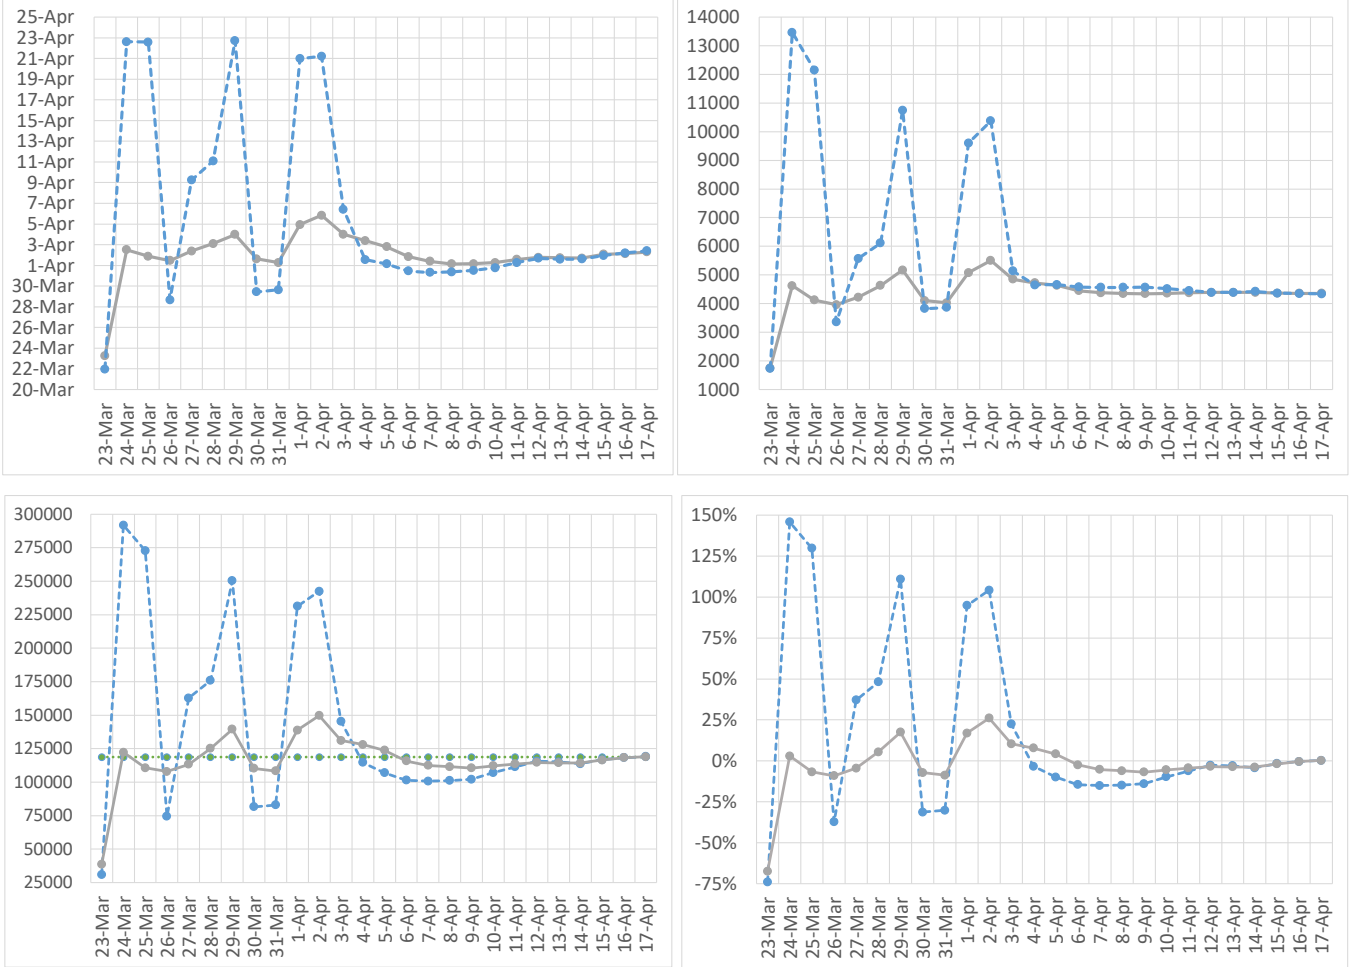 25-Apr
23-Apr
21-Apr
19-Apr
17-Apr
15-Apr
13-Apr
11-Apr
9-Apr
7-Apr
5-Apr
3-Apr
1-Apr
30-Mar
28-Mar
26-Mar
24-Mar
22-Mar
20-Mar
23-Mar
24-Mar
25-Mar
26-Mar
27-Mar
28-Mar
29-Mar
30-Mar
31-Mar
1-Apr
2-Apr
3-Apr
4-Apr
5-Apr
6-Apr
7-Apr
8-Apr
9-Apr
10-Apr
11-Apr
12-Apr
13-Apr
14-Apr
15-Apr
16-Apr
17-Apr
14000
13000
12000
11000
10000
9000
8000
7000
6000
5000
4000
3000
2000
1000
23-Mar
24-Mar
25-Mar
26-Mar
27-Mar
28-Mar
29-Mar
30-Mar
31-Mar
1-Apr
2-Apr
3-Apr
4-Apr
5-Apr
6-Apr
7-Apr
8-Apr
9-Apr
10-Apr
11-Apr
12-Apr
13-Apr
14-Apr
15-Apr
16-Apr
17-Apr
300000
275000
250000
225000
200000
175000
150000
125000
100000
75000
50000
25000
23-Mar
24-Mar
25-Mar
26-Mar
27-Mar
28-Mar
29-Mar
30-Mar
31-Mar
1-Apr
2-Apr
3-Apr
4-Apr
5-Apr
6-Apr
7-Apr
8-Apr
9-Apr
10-Apr
11-Apr
12-Apr
13-Apr
14-Apr
15-Apr
16-Apr
17-Apr
150%
125%
100%
75%
50%
25%
0%
-25%
-50%
-75%
23-Mar
24-Mar
25-Mar
26-Mar
27-Mar
28-Mar
29-Mar
30-Mar
31-Mar
1-Apr
2-Apr
3-Apr
4-Apr
5-Apr
6-Apr
7-Apr
8-Apr
9-Apr
10-Apr
11-Apr
12-Apr
13-Apr
14-Apr
15-Apr
16-Apr
17-Apr